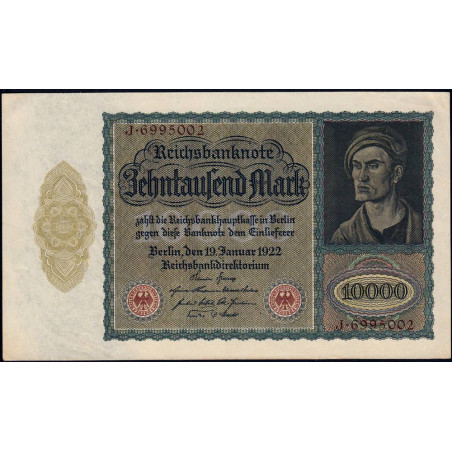 J·6995002
Reichsbanknote
Zehntausend Mark
zahlt die Reichsbankhauptkasse in Berlin
gegen diese Banknote dem Einlieferer
Berlin, den 19. Januar 1922
Reichsbankdirektorium
10000
J·6995002